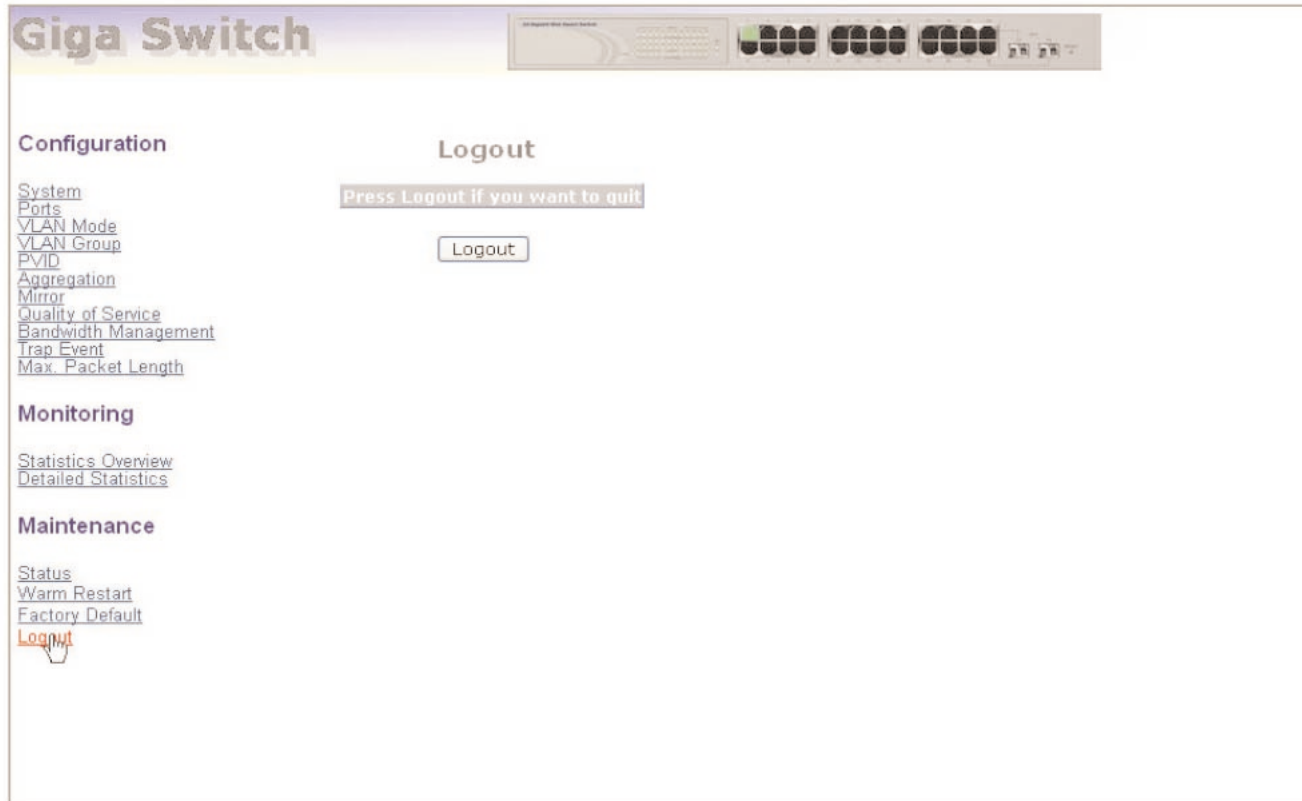 Giga Switch
Configuration
System
Ports
VLAN Mode
VLAN Group
PVID
Aggregation
Mirror
Quality of Service
Bandwidth Management
Trap Event
Max. Packet Length
Monitoring
Statistics Overview
Detailed Statistics
Maintenance
Status
Warm Restart
Factory Default
Logout
Logout
Press Logout if you want to quit
Logout